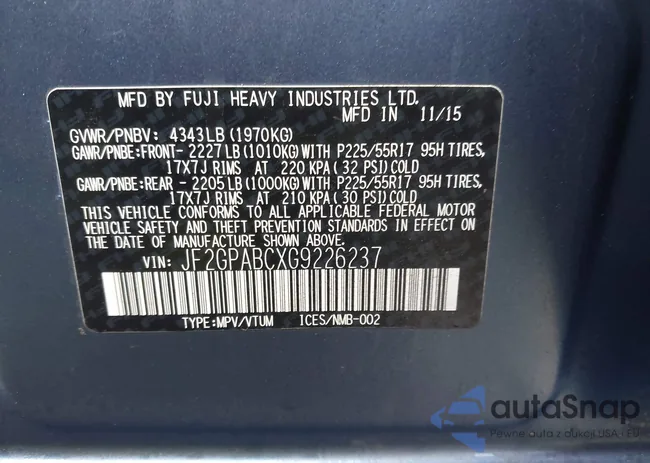 MFD BY FUJI HEAVY INDUSTRIES LTD.
MFD IN 11/15
GVWR/PNBV: 4343LB(1970KG)
GAWR/PNBE:FRONT- 2227LB(1010KG)WITH P225/55R17 95H TIRES,
17X7J RIMS AT 220 KPA(32 PSI)COLD
GAWR/PNBE:REAR - 2205LB(1000KG)WITH P225/55R17 95H TIRES,
17X7J RIMS AT 210 KPA(30 PSI)COLD
THIS VEHICLE CONFORMS TO ALL APPLICABLE FEDERAL MOTOR
VEHICLE SAFETY AND THEFT PREVENTION STANDARDS IN EFFECT ON
THE DATE OF MANUFACTURE SHOWN ABOVE.
VIN: JF2GPABCXG9226237
TYPE:MPV/VTUM ICES/NMB-002
autaSnap
Pewne auta z aukcji USA i EU